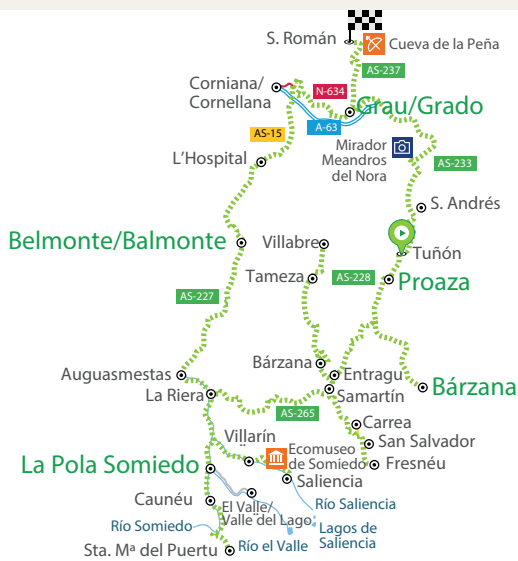 S. Román
Cueva de la Peña
AS-237
Corniana/
Cornellana
N-634
Grau/Grado
A-63
AS-15
Mirador
Meandros
del Nora
AS-233
L'Hospital
S. Andrés
Belmonte/Balmonte
Villabre
Tuñón
Tameza
AS-228
Proaza
AS-227
Bárzana
Entragu
Auguasmestas
Bárzana
La Riera
Samartín
AS-265
Carrea
Villarín
San Salvador
Ecomuseo
de Somiedo
Fresnéu
La Pola Somiedo
Saliencia
Caunéu
El Valle/
Valle del Lago
Río Saliencia
Río Somiedo
Lagos de
Saliencia
Sta. Mª del Puertu
Río el Valle